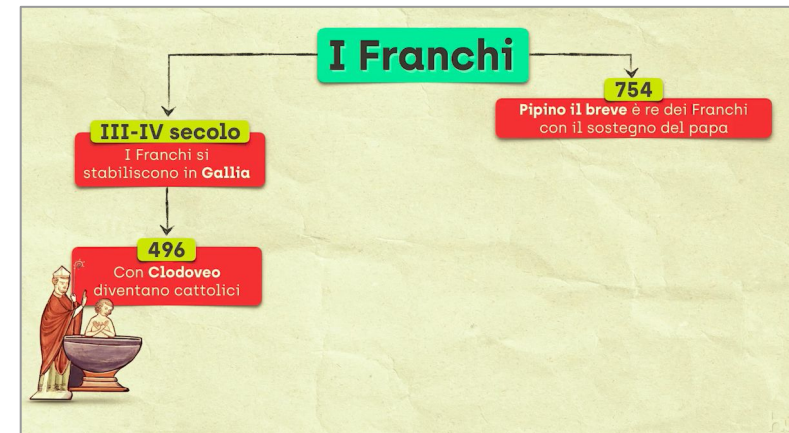 I Franchi
III-IV secolo
I Franchi si
stabiliscono in Gallia
496
Con Clodoveo
diventano cattolici
754
Pipino il breve è re dei Franchi
con il sostegno del papa